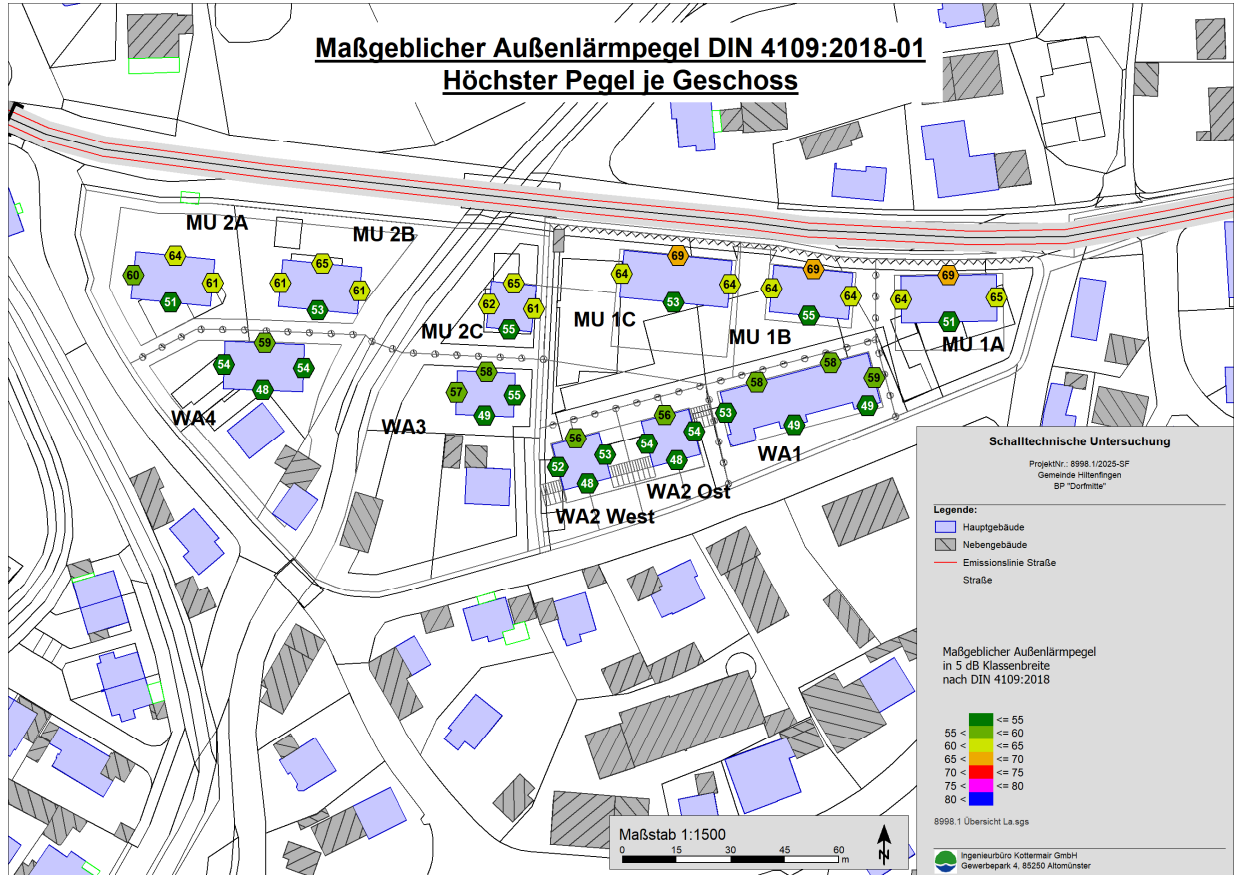 Maßgeblicher Außenlärmpegel DIN 4109:2018-01
Höchster Pegel je Geschoss
MU 2A
MU 2B
64
60
61
51
65
61
61
53
65
62
61
55
MU 2C
69
64
64
53
MU 1C
69
64
64
55
MU 1B
69
64
65
51
MU 1A
59
54
54
48
WA4
58
57
55
49
WA3
58
58
59
53
49
49
WA1
56
54
54
48
WA2 Ost
56
52
53
48
WA2 West
Schalltechnische Untersuchung
ProjektNr.: 8998.1/2025-SF
Gemeinde Hiltenfingen
BP "Dorfmitte"
Legende:
Hauptgebäude
Nebengebäude
Emissionslinie Straße
Straße
Maßgeblicher Außenlärmpegel
in 5 dB Klassenbreite
nach DIN 4109:2018
<= 55
55 < <= 60
60 < <= 65
65 < <= 70
70 < <= 75
75 < <= 80
80 <
8998.1 Übersicht La.sgs
Maßstab 1:1500
0 15 30 45 60
m
N
Ingenieurbüro Kottermair GmbH
Gewerbepark 4, 85250 Altomünster